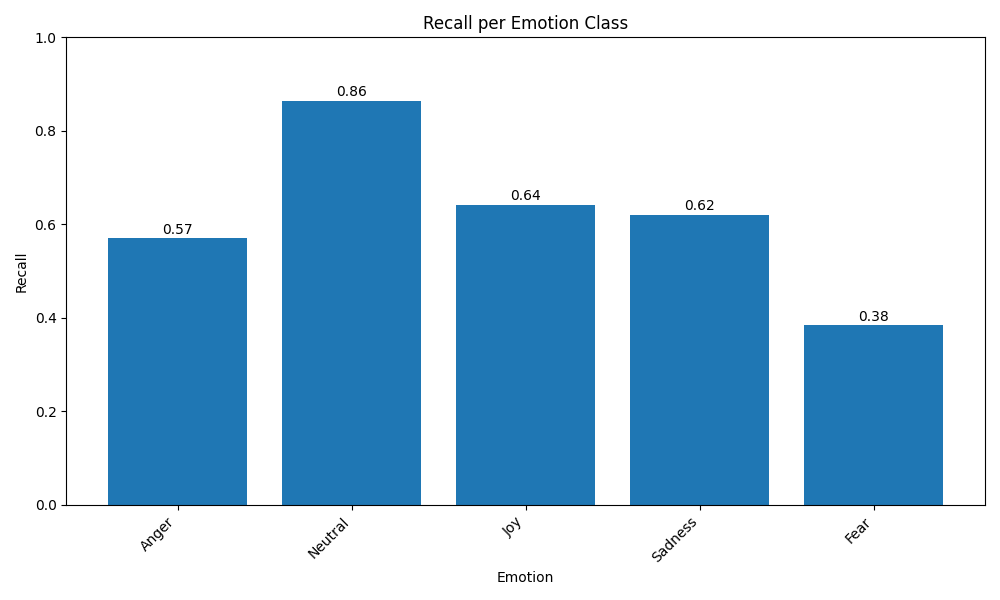 Recall per Emotion Class
1.0
0.8
0.6
0.4
0.2
0.0
Recall
0.57
0.86
0.64
0.62
0.38
Anger
Neutral
Joy
Sadness
Fear
Emotion